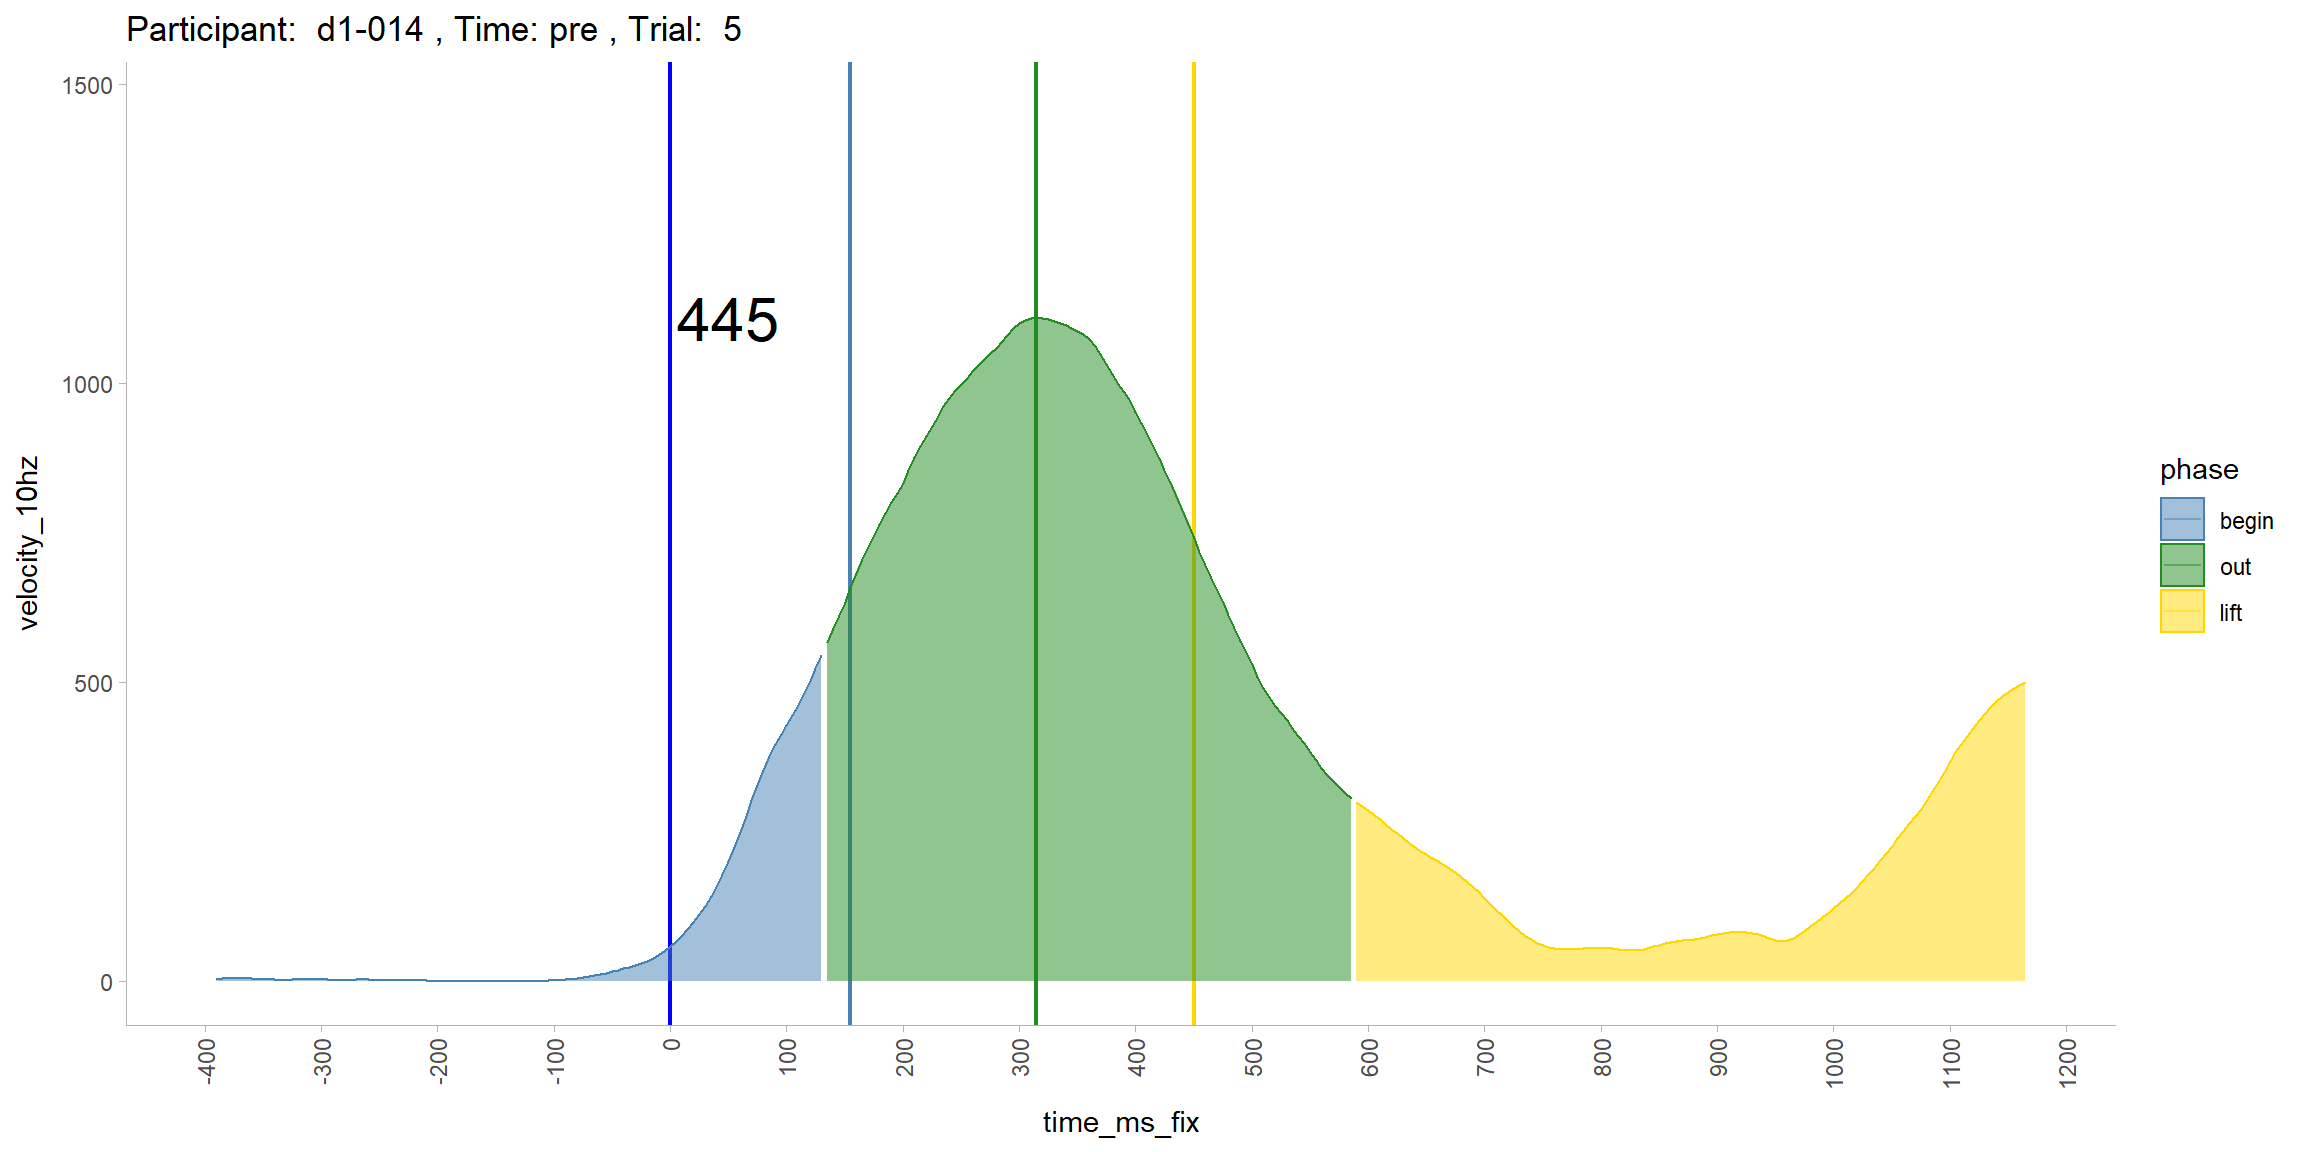 Participant:  d1-014 , Time: pre , Trial:  5
1500
1000
500
0
velocity_10hz
445
-400 -300 -200 -100 0 100 200 300 400 500 600 700 800 900 1000 1100 1200
time_ms_fix
phase
begin
out
lift